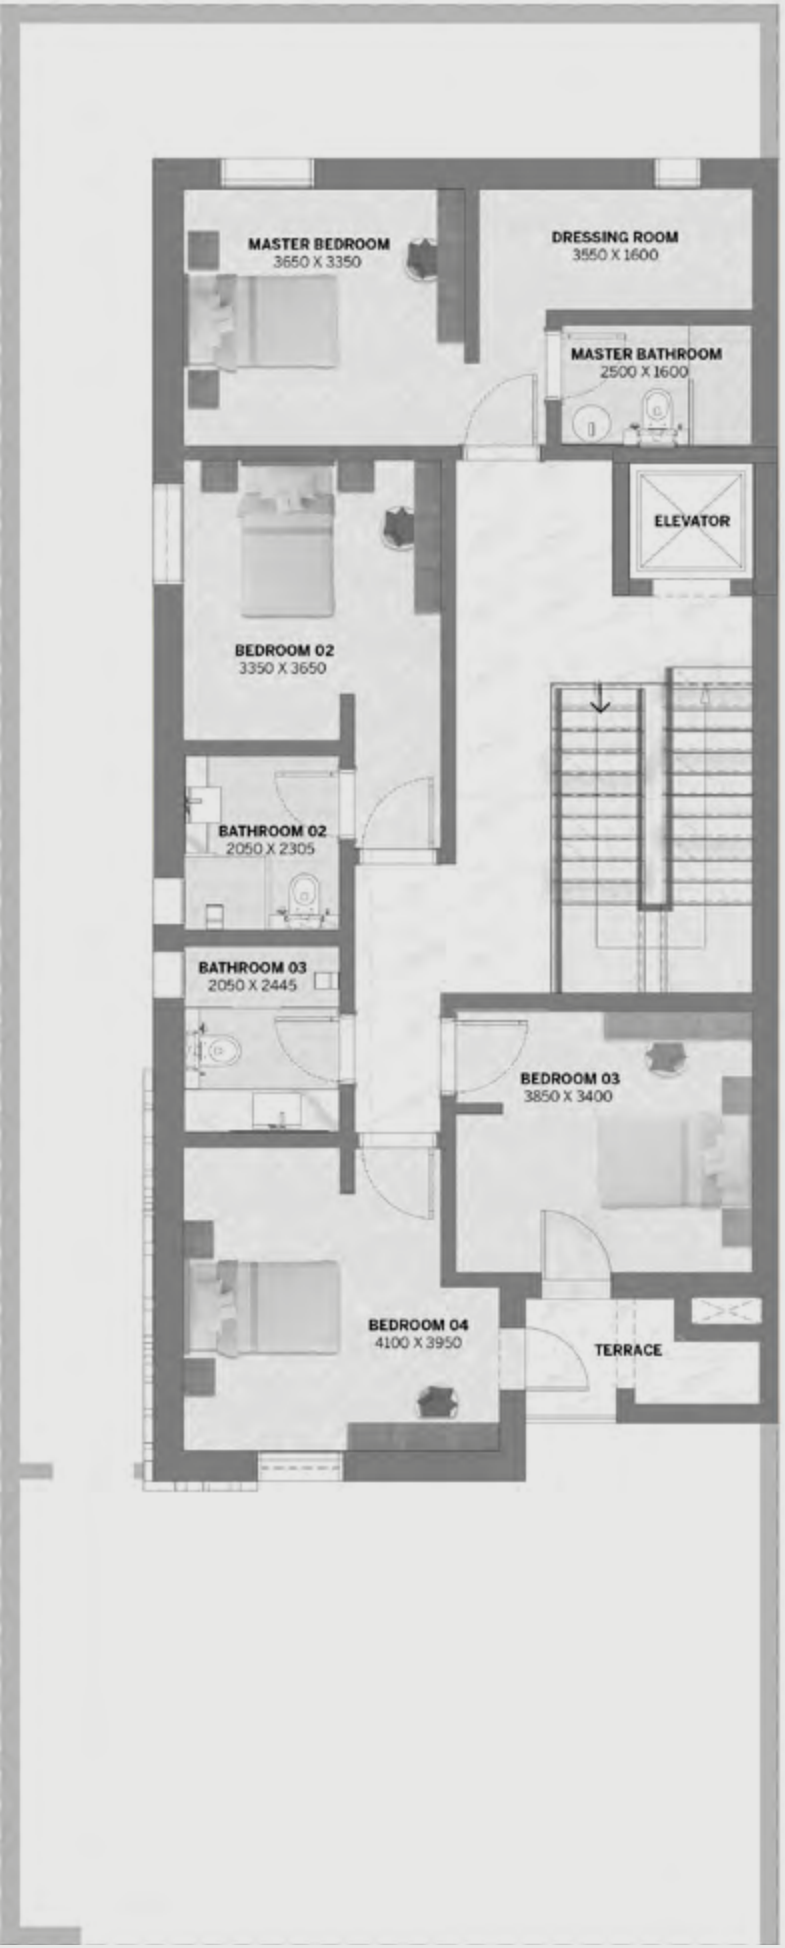 MASTER BEDROOM
3650 X 3350
DRESSING ROOM
3550 X 1600
MASTER BATHROOM
2500 X 1600
ELEVATOR
BEDROOM 02
3350 X 3650
BATHROOM 02
2050 X 2305
BATHROOM 03
2050 X 2445
BEDROOM 03
3850 X 3400
BEDROOM 04
4100 X 3950
TERRACE